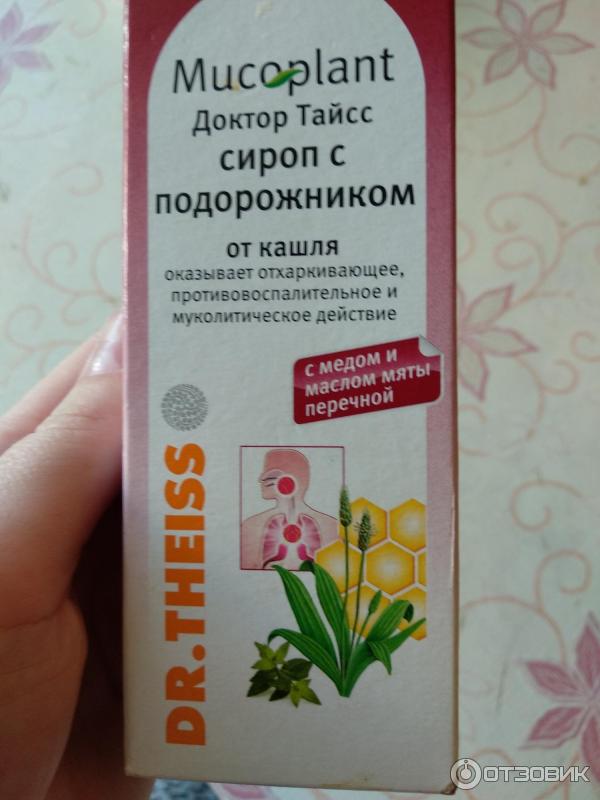 Mucoplant
Доктор Тайсс
сироп с
подорожником
от кашля
оказывает отхаркивающее,
противовоспалительное и
муколитическое действие
с медом и
маслом мяты
перечной
DR.THEISS
ОТЗОВИК